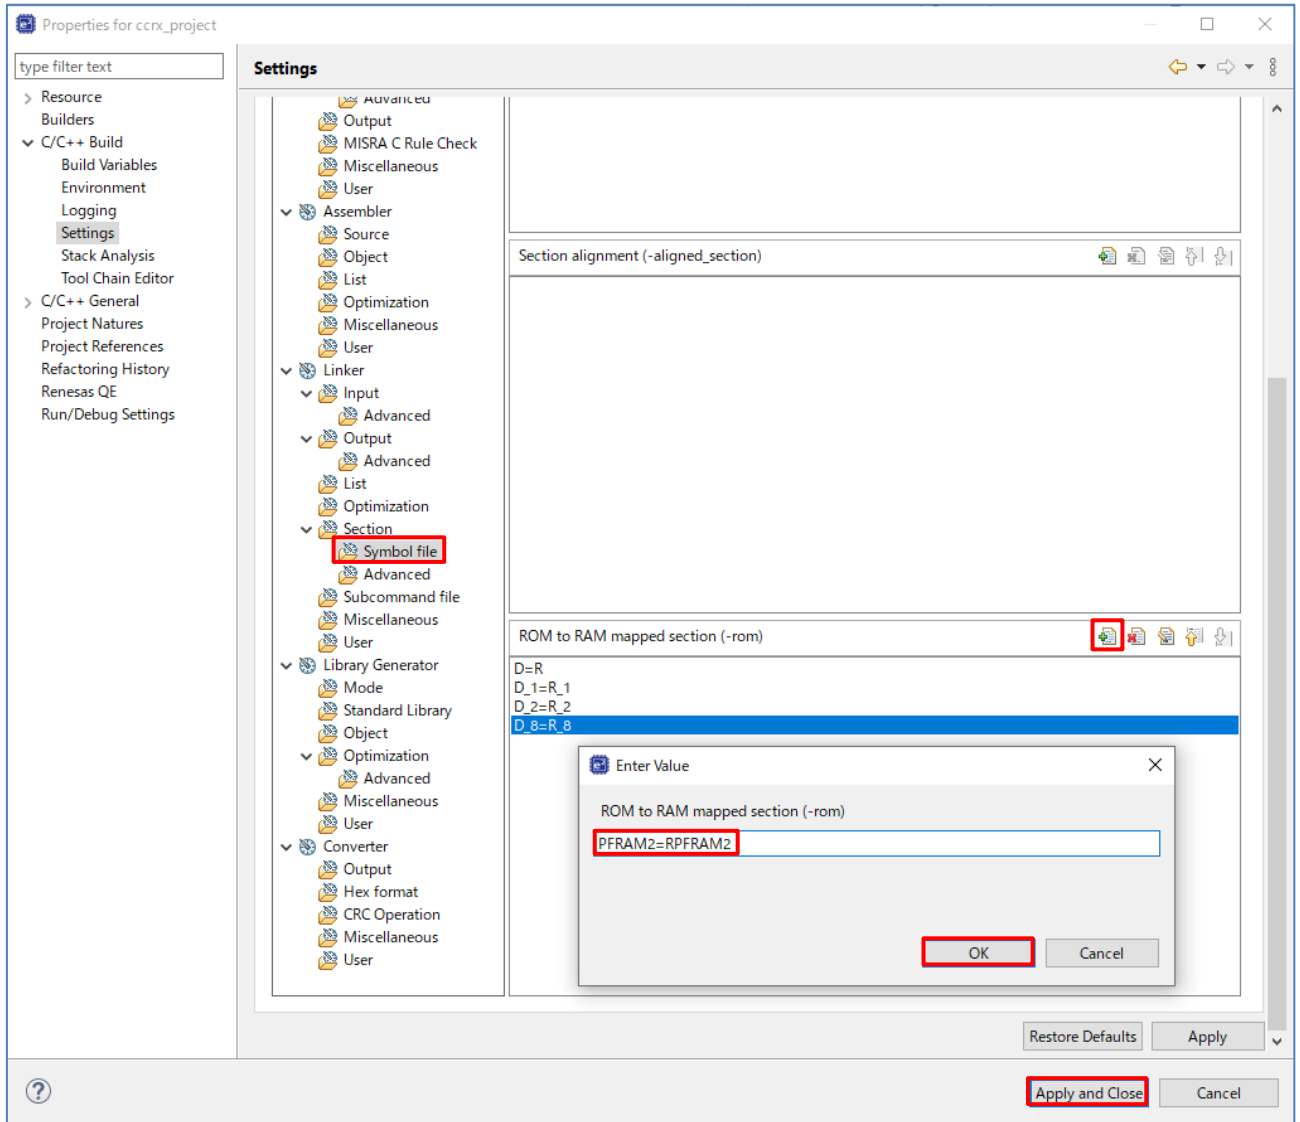 Properties for ccrx_project
type filter text
Settings
Resource
Builders
C/C++ Build
Build Variables
Environment
Logging
Settings
Stack Analysis
Tool Chain Editor
C/C++ General
Project Natures
Project References
Refactoring History
Renesas QE
Run/Debug Settings
Advanced
Output
MISRA C Rule Check
Miscellaneous
User
Assembler
Source
Object
List
Optimization
Miscellaneous
User
Linker
Input
Advanced
Output
Advanced
List
Optimization
Section
Symbol file
Advanced
Subcommand file
Miscellaneous
User
Library Generator
Mode
Standard Library
Object
Optimization
Advanced
Miscellaneous
User
Converter
Output
Hex format
CRC Operation
Miscellaneous
User
Section alignment (-aligned_section)
ROM to RAM mapped section (-rom)
D=R
D_1=R_1
D_2=R_2
D_8=R_8
Enter Value
ROM to RAM mapped section (-rom)
PFRAM2=RPFRAM2
OK Cancel
Restore Defaults Apply
Apply and Close Cancel